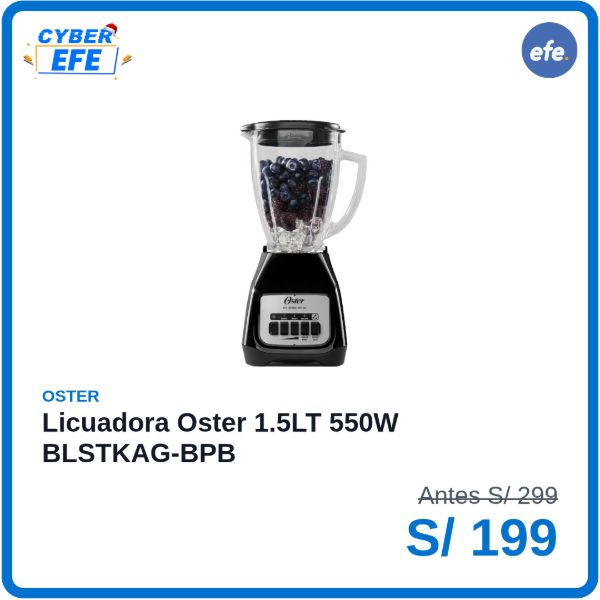 CYBER
EFE
efe.
Oster
OSTER
Licuadora Oster 1.5LT 550W
BLSTKAG-BPB
Antes S/ 299
S/ 199